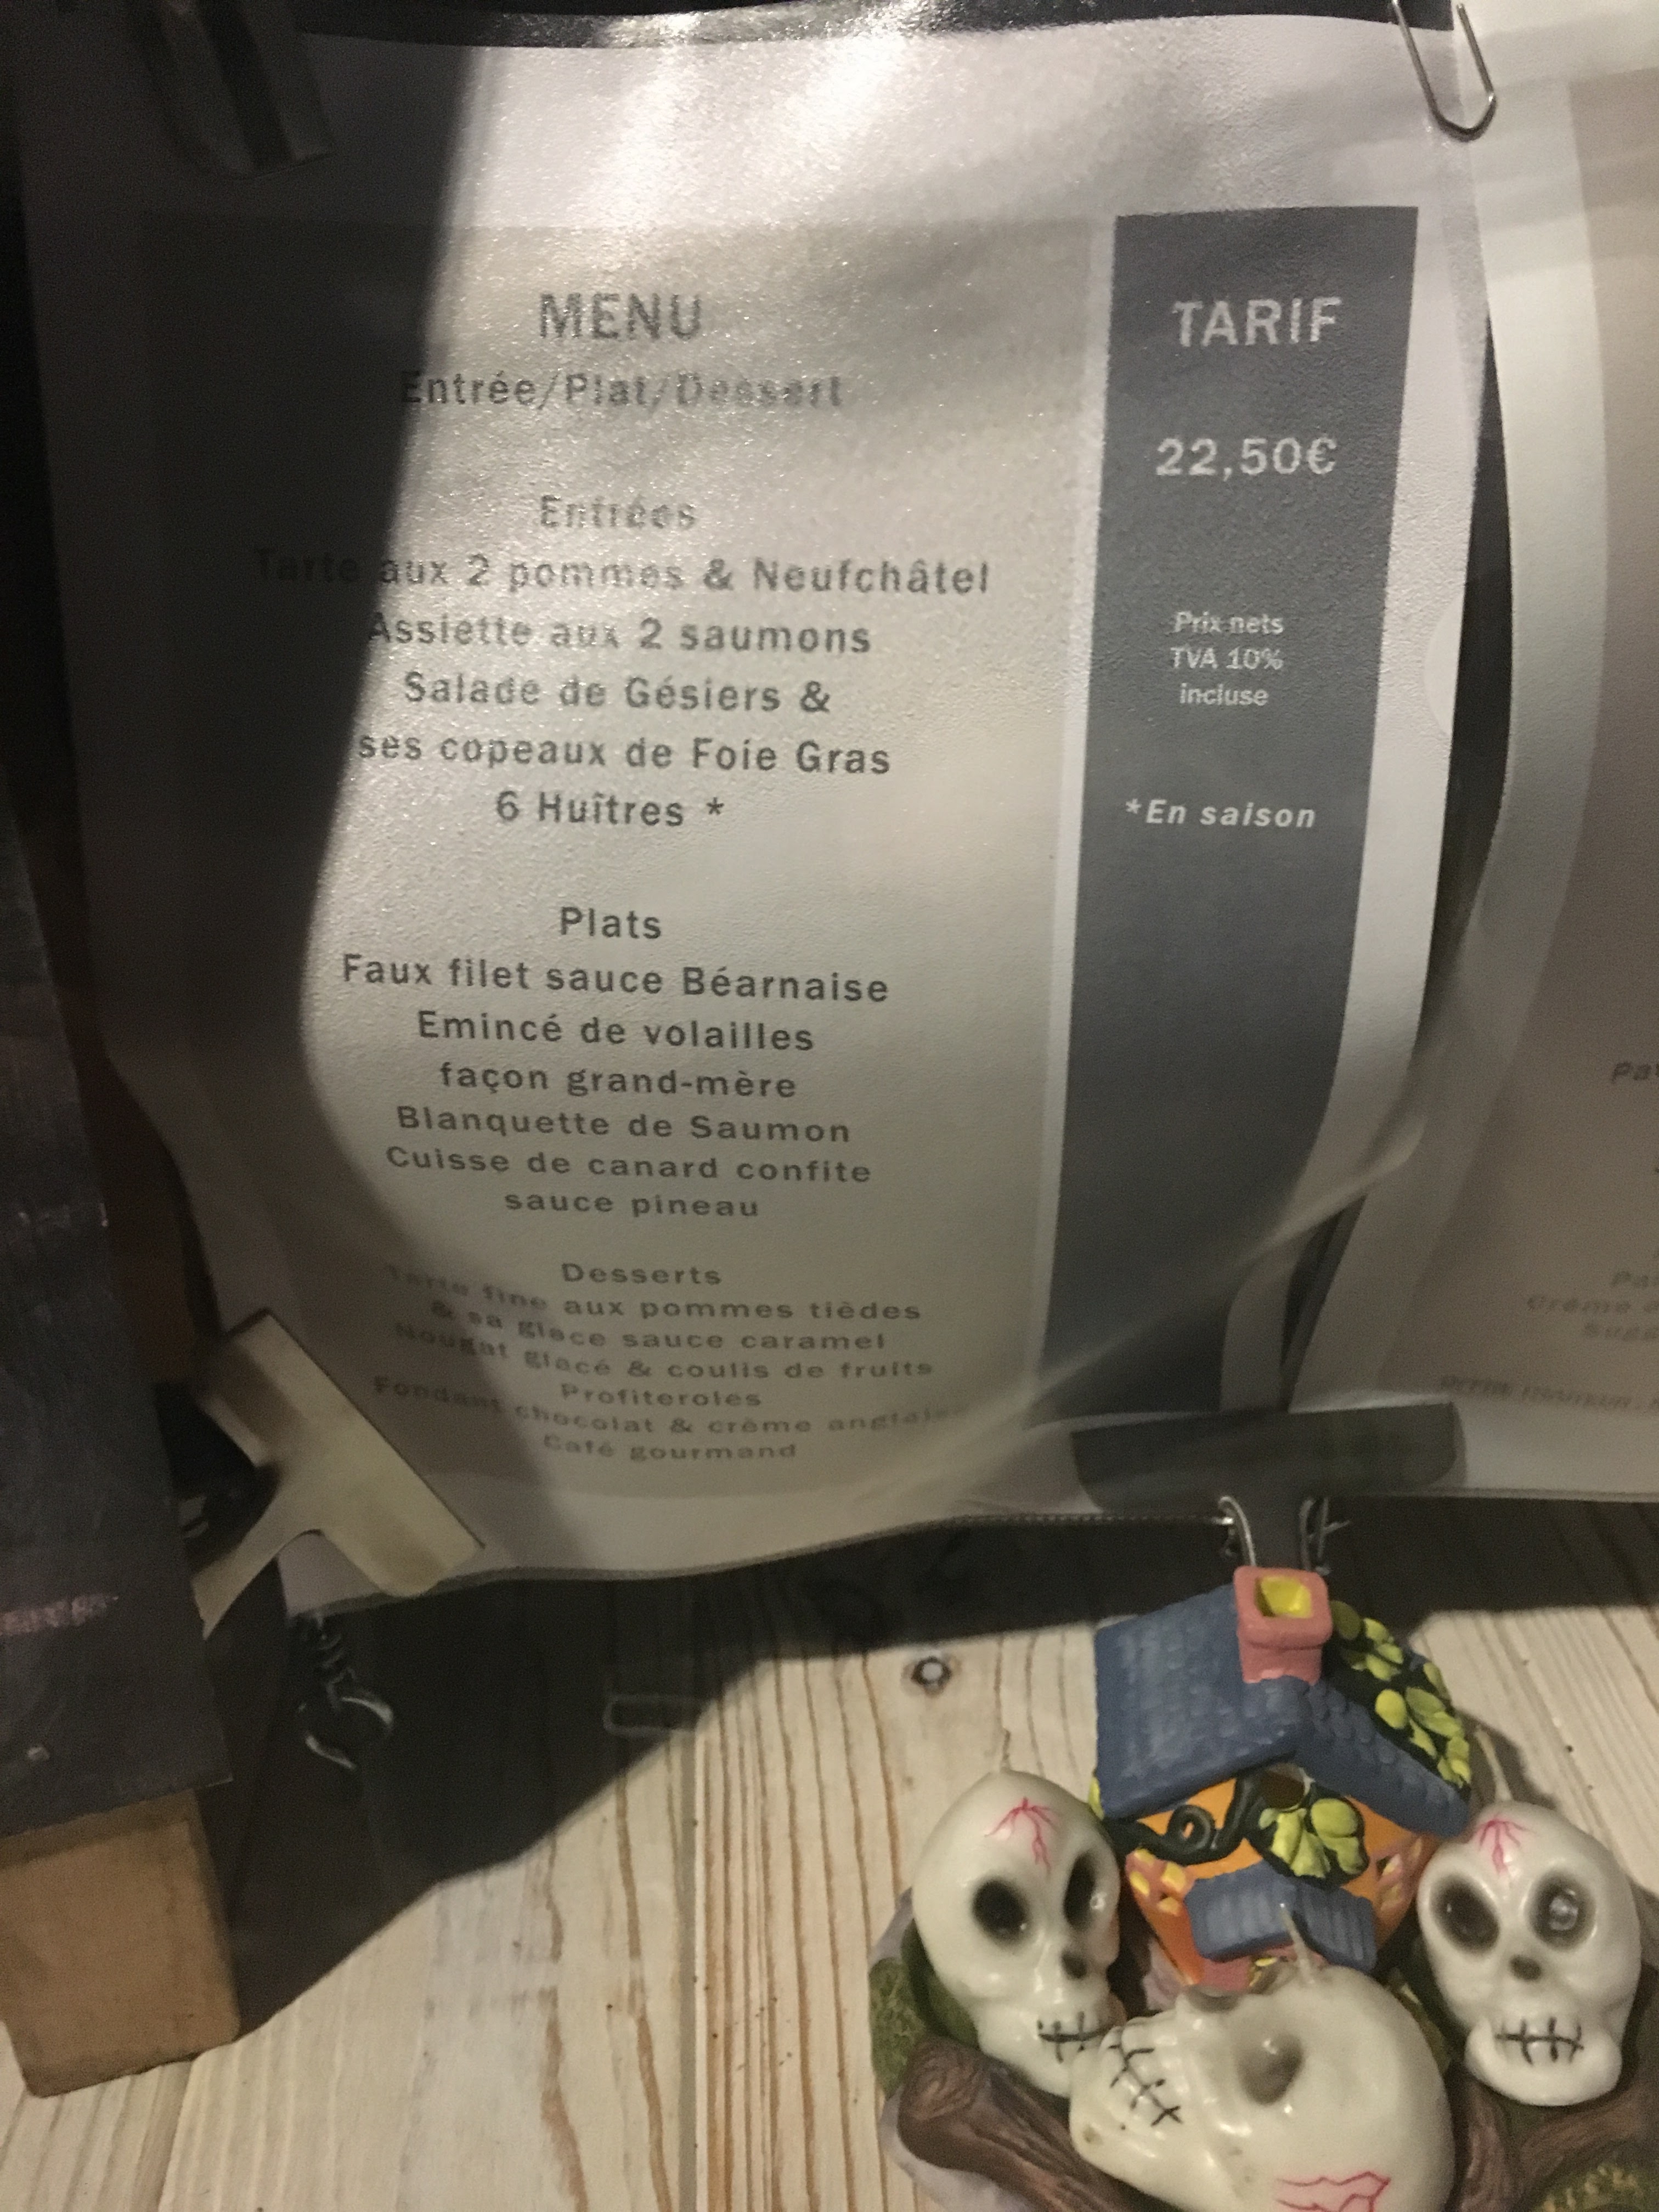 MENU
Entrée/Plat/Dessert
Entrées
Tarte aux 2 pommes & Neufchâtel
Assiette aux 2 saumons
Salade de Gésiers &
ses copeaux de Foie Gras
6 Huîtres *
Plats
Faux filet sauce Béarnaise
Emincé de volailles
façon grand-mère
Blanquette de Saumon
Cuisse de canard confite
sauce pineau
Desserts
Tarte fine aux pommes tièdes
& sa glace sauce caramel
Nougat glacé & coulis de fruits
Profiteroles
Fondant chocolat & crème anglaise
Café gourmand
TARIF
22,50€
Prix nets
TVA 10%
incluse
*En saison